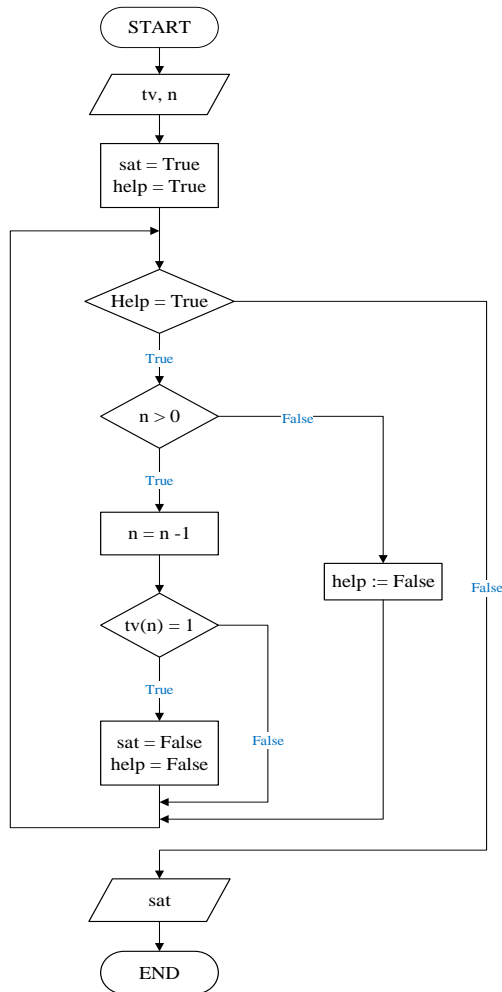 START
tv, n
sat = True
help = True
Help = True
True
n > 0
False
True
n = n -1
help := False
False
tv(n) = 1
True
sat = False
help = False
False
sat
END